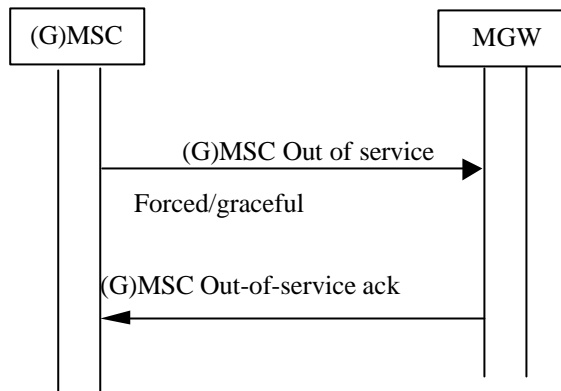 (G)MSC
MGW
(G)MSC Out of service
Forced/graceful
(G)MSC Out-of-service ack